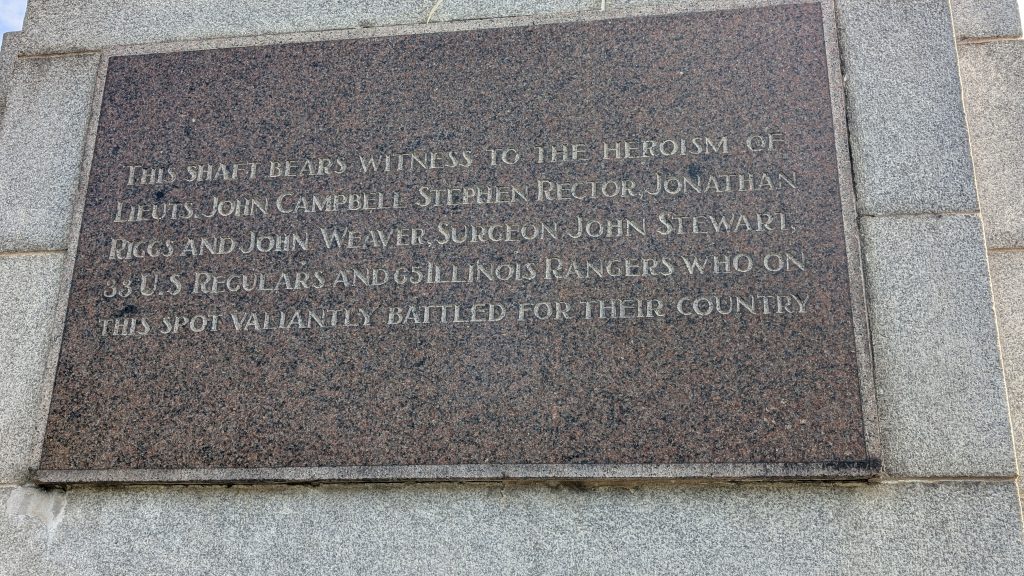 THIS SHAFT BEARS WITNESS TO THE HEROISM OF
LIEUTS. JOHN CAMPBELL STEPHEN RECTOR, JONATHAN
RIGGS AND JOHN WEAVER, SURGEON JOHN STEWART,
33 U.S REGULARS AND 65 ILLINOIS RANGERS WHO ON
THIS SPOT VALIANTLY BATTLED FOR THEIR COUNTRY